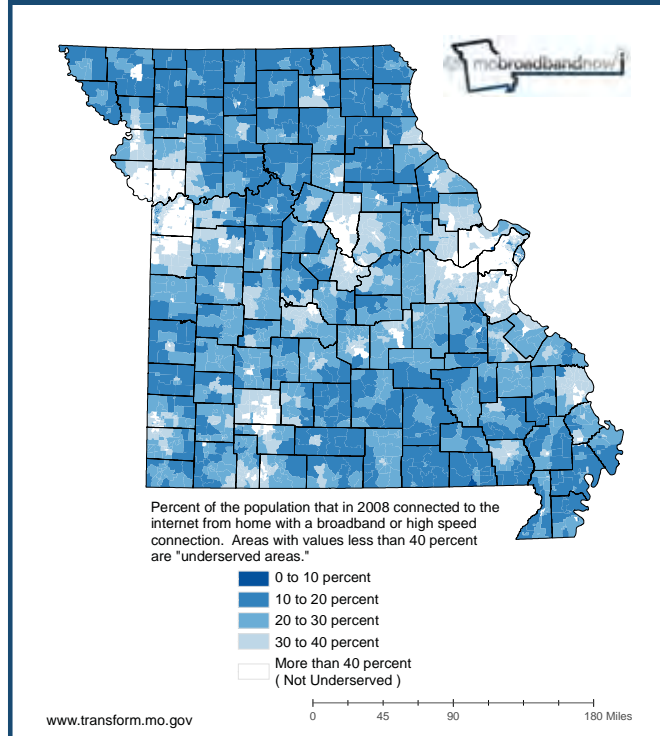 mobroadbandnow
Percent of the population that in 2008 connected to the
internet from home with a broadband or high speed
connection.  Areas with values less than 40 percent
are "underserved areas."
0 to 10 percent
10 to 20 percent
20 to 30 percent
30 to 40 percent
More than 40 percent
( Not Underserved )
www.transform.mo.gov
0 45 90 180 Miles